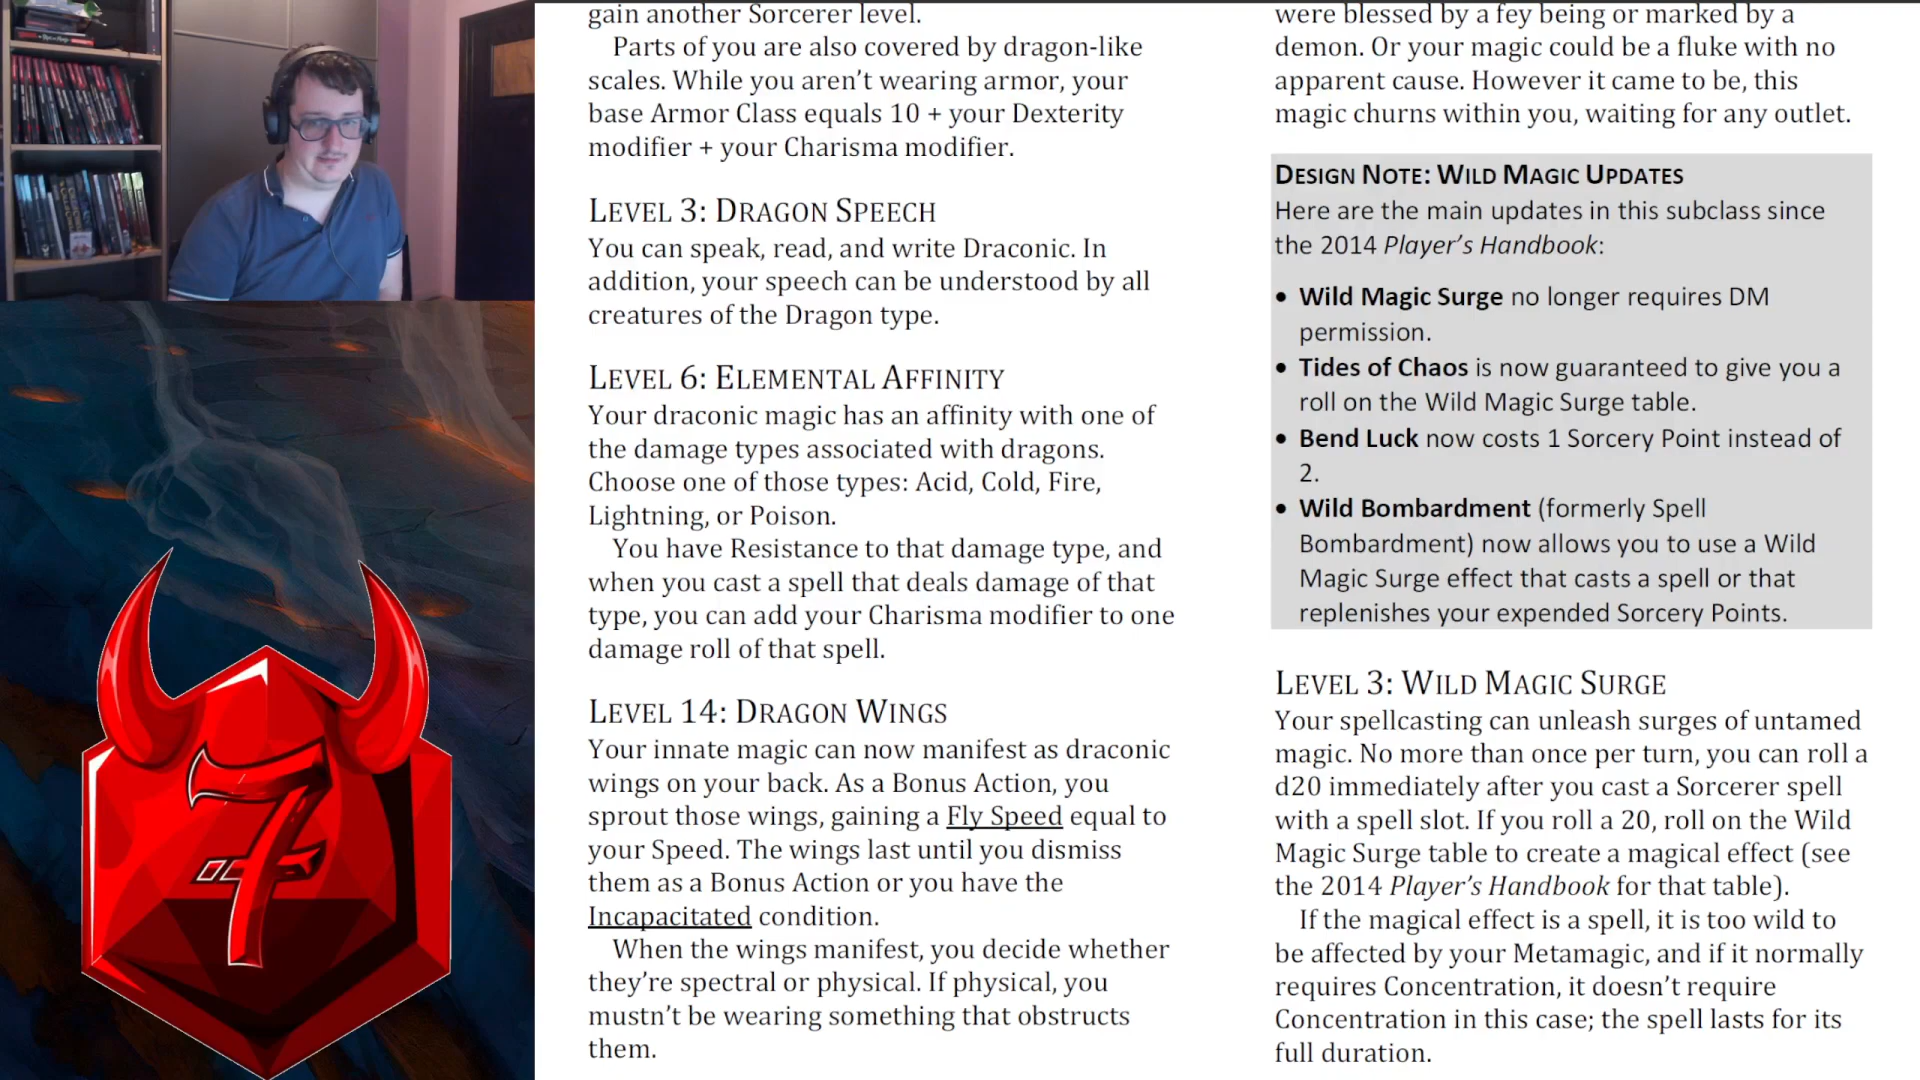 gain another Sorcerer level.
Parts of you are also covered by dragon-like
scales. While you aren’t wearing armor, your
base Armor Class equals 10 + your Dexterity
modifier + your Charisma modifier.
LEVEL 3: DRAGON SPEECH
You can speak, read, and write Draconic. In
addition, your speech can be understood by all
creatures of the Dragon type.
LEVEL 6: ELEMENTAL AFFINITY
Your draconic magic has an affinity with one of
the damage types associated with dragons.
Choose one of those types: Acid, Cold, Fire,
Lightning, or Poison.
You have Resistance to that damage type, and
when you cast a spell that deals damage of that
type, you can add your Charisma modifier to one
damage roll of that spell.
LEVEL 14: DRAGON WINGS
Your innate magic can now manifest as draconic
wings on your back. As a Bonus Action, you
sprout those wings, gaining a Fly Speed equal to
your Speed. The wings last until you dismiss
them as a Bonus Action or you have the
Incapacitated condition.
When the wings manifest, you decide whether
they’re spectral or physical. If physical, you
mustn’t be wearing something that obstructs
them.
were blessed by a fey being or marked by a
demon. Or your magic could be a fluke with no
apparent cause. However it came to be, this
magic churns within you, waiting for any outlet.
DESIGN NOTE: WILD MAGIC UPDATES
Here are the main updates in this subclass since
the 2014 Player’s Handbook:
• Wild Magic Surge no longer requires DM
permission.
• Tides of Chaos is now guaranteed to give you a
roll on the Wild Magic Surge table.
• Bend Luck now costs 1 Sorcery Point instead of
2.
• Wild Bombardment (formerly Spell
Bombardment) now allows you to use a Wild
Magic Surge effect that casts a spell or that
replenishes your expended Sorcery Points.
LEVEL 3: WILD MAGIC SURGE
Your spellcasting can unleash surges of untamed
magic. No more than once per turn, you can roll a
d20 immediately after you cast a Sorcerer spell
with a spell slot. If you roll a 20, roll on the Wild
Magic Surge table to create a magical effect (see
the 2014 Player’s Handbook for that table).
If the magical effect is a spell, it is too wild to
be affected by your Metamagic, and if it normally
requires Concentration, it doesn’t require
Concentration in this case; the spell lasts for its
full duration.
7